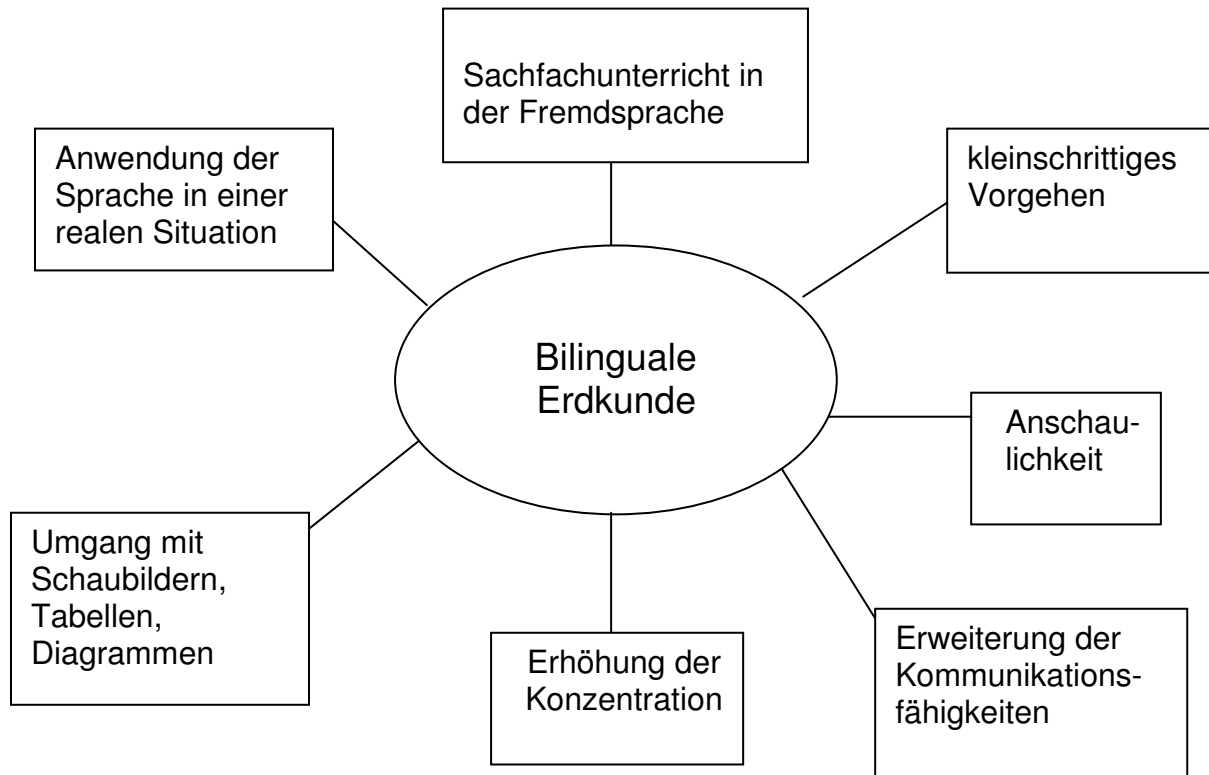 Sachfachunterricht in
der Fremdsprache
Anwendung der
Sprache in einer
realen Situation
kleinschrittiges
Vorgehen
Bilinguale
Erdkunde
Anschau-
lichkeit
Umgang mit
Schaubildern,
Tabellen,
Diagrammen
Erhöhung der
Konzentration
Erweiterung der
Kommunikations-
fähigkeiten